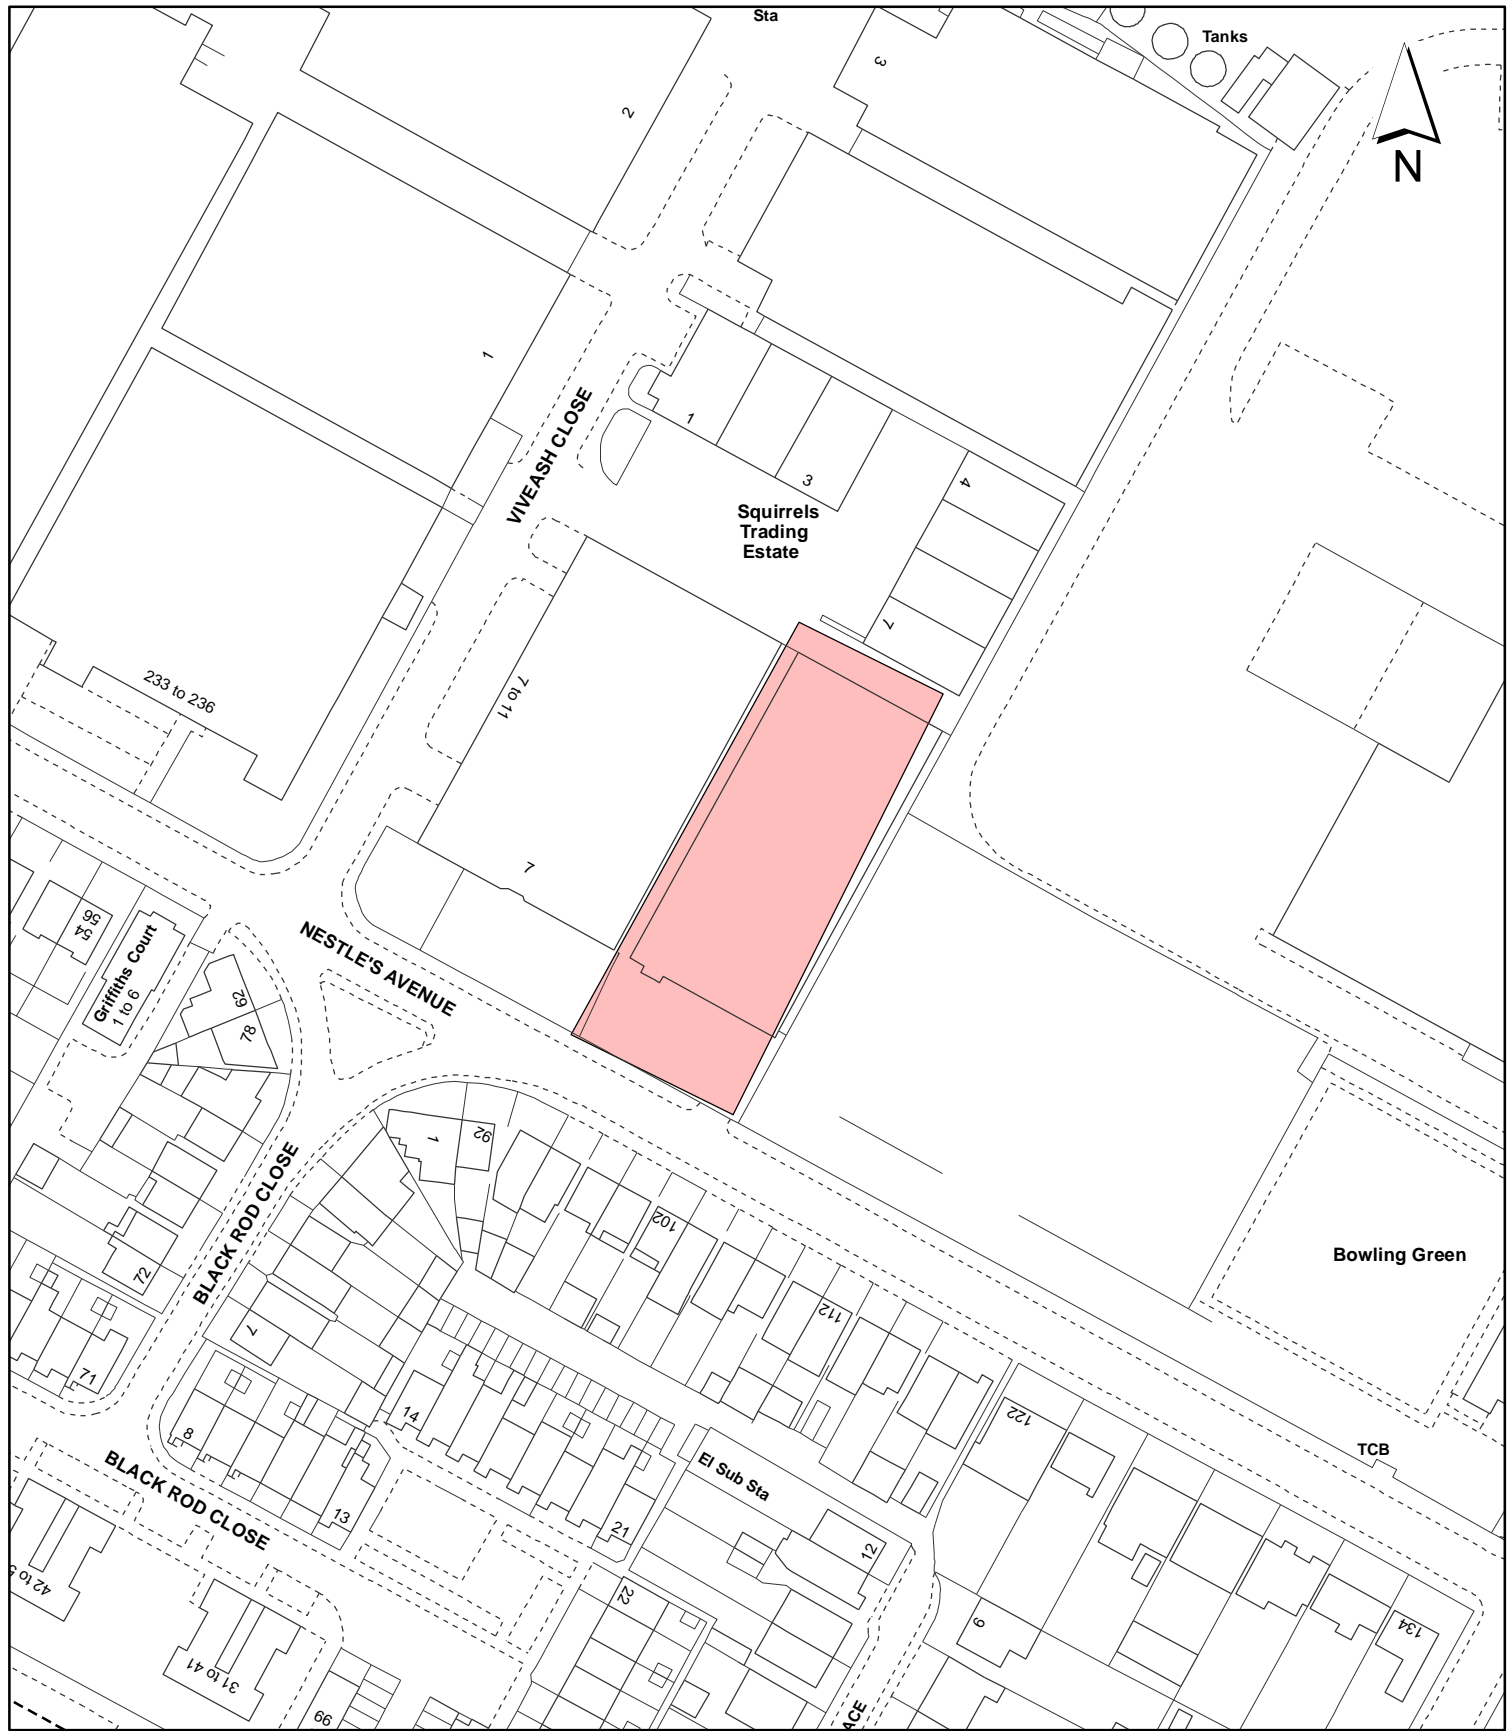 Sta
Tanks
3
N
2
1
VIVEASH CLOSE
1
3
4
Squirrels
Trading
Estate
7
233 to 236
7 to 11
7
NESTLE'S AVENUE
56
54
Griffiths Court
1 to 6
62
78
1
92
BLACK ROD CLOSE
102
72
112
Bowling Green
7
71
14
8
122
TCB
BLACK ROD CLOSE
El Sub Sta
13
21
12
42 to
22
9
134
31 to 41
66
ACE